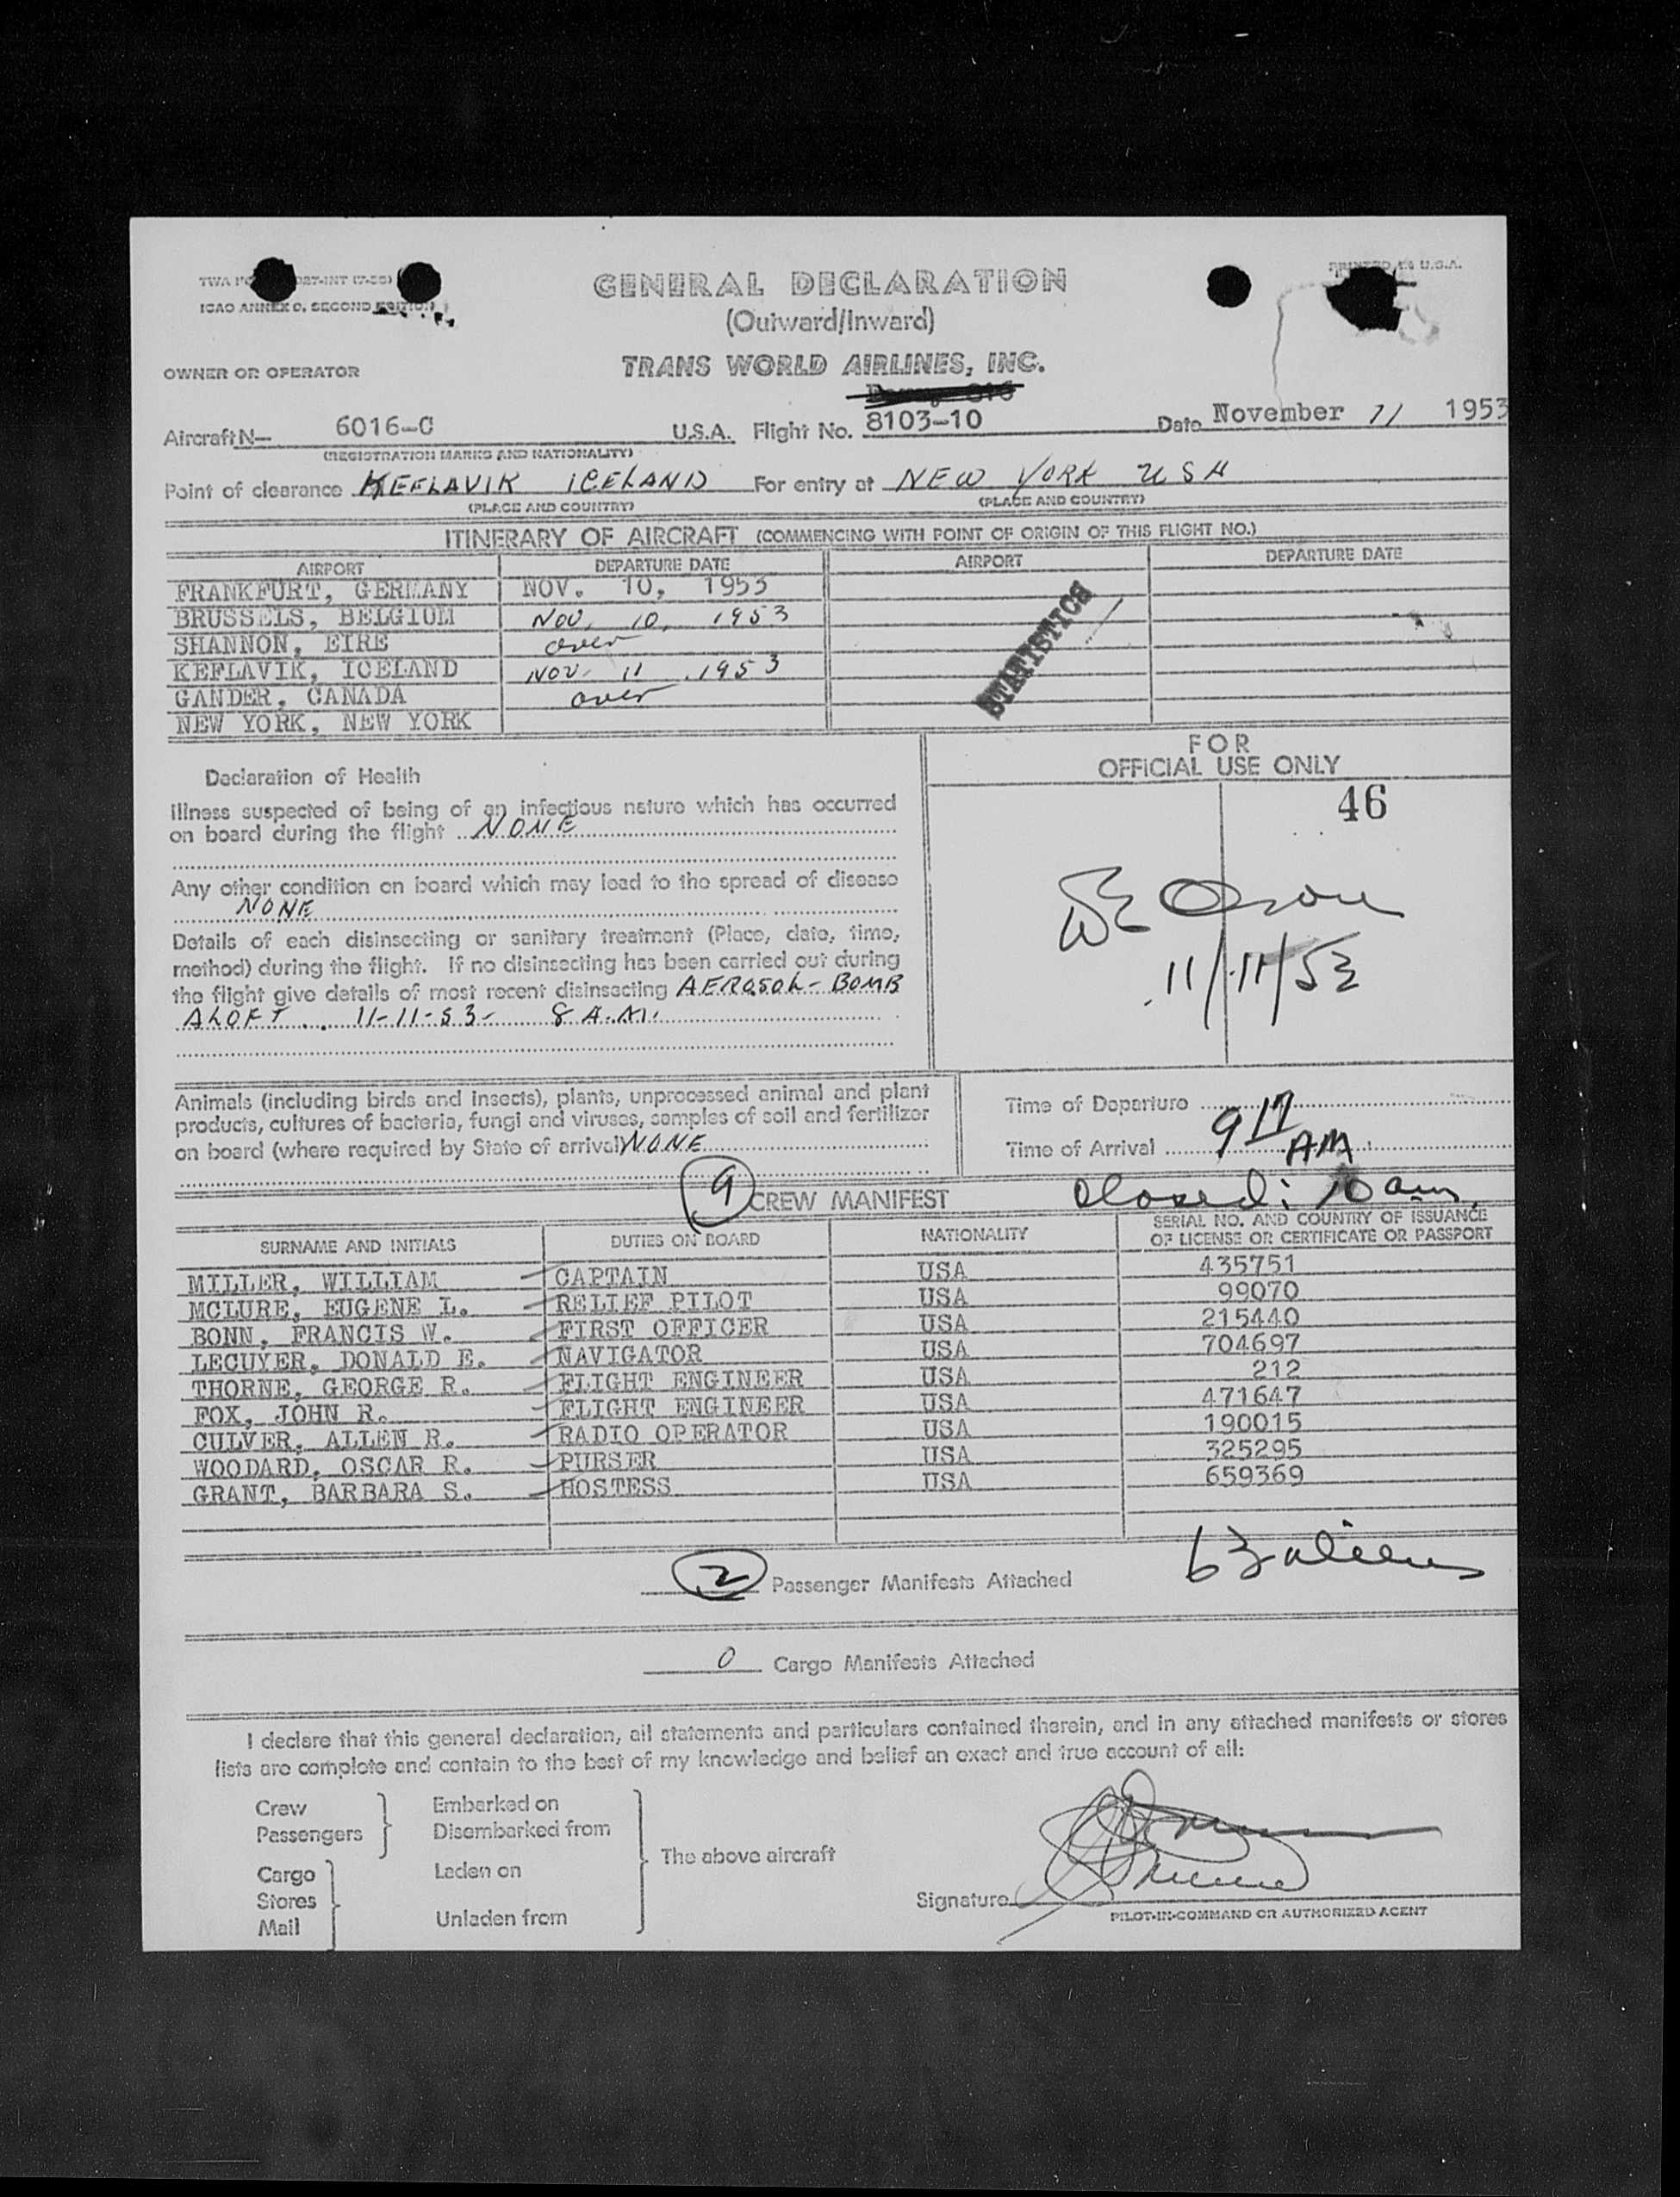 GENERAL DECLARATION
(Outward/Inward)
ICAO ANNEX 9, SECOND EDITION
PRINTED IN U.S.A.
OWNER OR OPERATOR TRANS WORLD AIRLINES, INC.
Aircraft N— 6016-C U.S.A. Flight No. 8103-10 Date November 11 1953
(REGISTRATION MARKS AND NATIONALITY)
Point of clearance KEFLAVIK ICELAND For entry at NEW YORK USA
(PLACE AND COUNTRY) (PLACE AND COUNTRY)
ITINERARY OF AIRCRAFT (COMMENCING WITH POINT OF ORIGIN OF THIS FLIGHT NO.)
AIRPORT DEPARTURE DATE AIRPORT DEPARTURE DATE
FRANKFURT, GERMANY NOV. 10, 1953
BRUSSELS, BELGIUM NOV. 10, 1953
SHANNON, EIRE over
KEFLAVIK, ICELAND NOV. 11 1953
GANDER, CANADA over
NEW YORK, NEW YORK
STATISTICS
FOR
OFFICIAL USE ONLY
46
11/11/53
Declaration of Health
Illness suspected of being of an infectious nature which has occurred
on board during the flight NONE
Any other condition on board which may lead to the spread of disease
NONE
Details of each disinsecting or sanitary treatment (Place, date, time,
method) during the flight. If no disinsecting has been carried out during
the flight give details of most recent disinsecting AEROSOL-BOMB
ALOFT 11-11-53- 8 A.M.
Animals (including birds and insects), plants, unprocessed animal and plant
products, cultures of bacteria, fungi and viruses, samples of soil and fertilizer
on board (where required by State of arrival) NONE
Time of Departure
Time of Arrival 917 AM
Closed: 10 am.
9 CREW MANIFEST
SURNAME AND INITIALS DUTIES ON BOARD NATIONALITY SERIAL NO. AND COUNTRY OF ISSUANCE
OF LICENSE OR CERTIFICATE OR PASSPORT
MILLER, WILLIAM CAPTAIN USA 435751
MCLURE, EUGENE L. RELIEF PILOT USA 99070
BONN, FRANCIS W. FIRST OFFICER USA 215440
LECUYER, DONALD E. NAVIGATOR USA 704697
THORNE, GEORGE R. FLIGHT ENGINEER USA 212
FOX, JOHN R. FLIGHT ENGINEER USA 471647
CULVER, ALLEN R. RADIO OPERATOR USA 190015
WOODARD, OSCAR R. PURSER USA 325295
GRANT, BARBARA S. HOSTESS USA 659369
63 aliens
2 Passenger Manifests Attached
0 Cargo Manifests Attached
I declare that this general declaration, all statements and particulars contained therein, and in any attached manifests or stores
lists are complete and contain to the best of my knowledge and belief an exact and true account of all:
Crew Embarked on
Passengers Disembarked from
The above aircraft
Cargo Laden on
Stores
Mail Unladen from
Signature
PILOT-IN-COMMAND OR AUTHORIZED AGENT